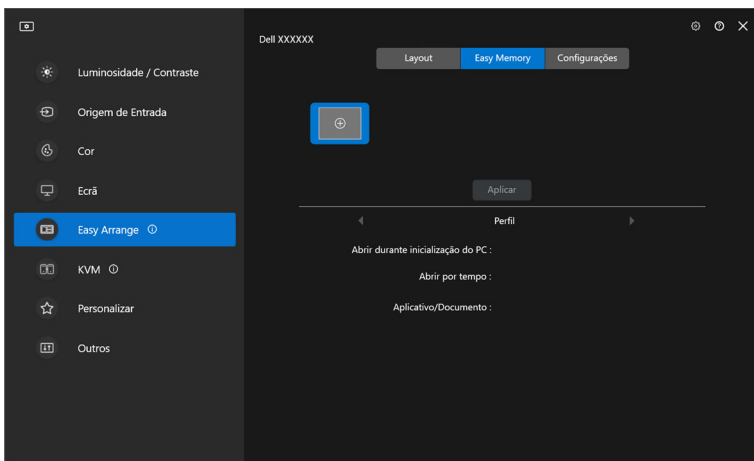 Dell XXXXXX
Layout
Easy Memory
Configurações
Luminosidade / Contraste
Origem de Entrada
Cor
Ecrã
Easy Arrange
KVM
Personalizar
Outros
Aplicar
Perfil
Abrir durante inicialização do PC :
Abrir por tempo :
Aplicativo/Documento :